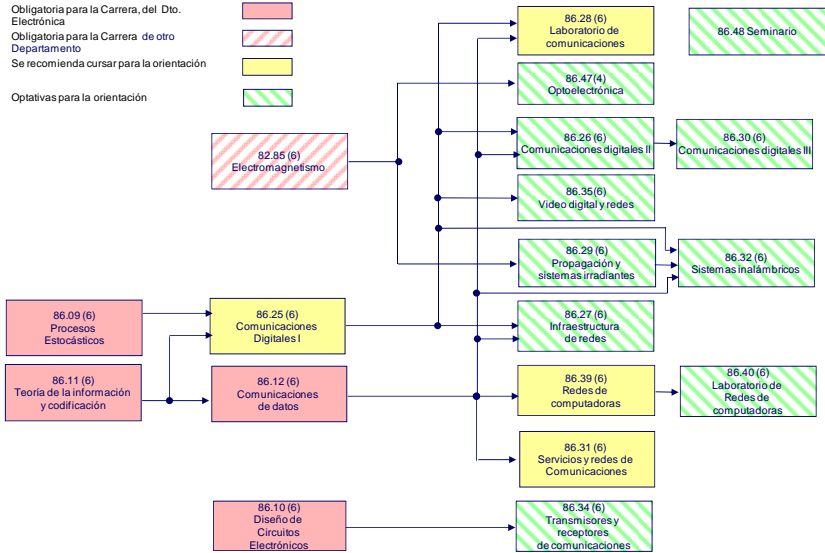 Obligatoria para la Carrera, del Dto.
Electrónica
Obligatoria para la Carrera de otro
Departamento
Se recomienda cursar para la orientación
Optativas para la orientación
86.28 (6)
Laboratorio de
comunicaciones
86.48 Seminario
86.47(4)
Optoelectrónica
82.85 (6)
Electromagnetismo
86.26 (6)
Comunicaciones digitales II
86.30 (6)
Comunicaciones digitales III
86.35(6)
Video digital y redes
86.29 (6)
Propagación y
sistemas irradiantes
86.32 (6)
Sistemas inalámbricos
86.09 (6)
Procesos
Estocásticos
86.25 (6)
Comunicaciones
Digitales I
86.27 (6)
Infraestructura
de redes
86.11 (6)
Teoría de la información
y codificación
86.12 (6)
Comunicaciones
de datos
86.39 (6)
Redes de
computadoras
86.40 (6)
Laboratorio de
Redes de
computadoras
86.31 (6)
Servicios y redes de
Comunicaciones
86.10 (6)
Diseño de
Circuitos
Electrónicos
86.34 (6)
Transmisores y
receptores
de comunicaciones